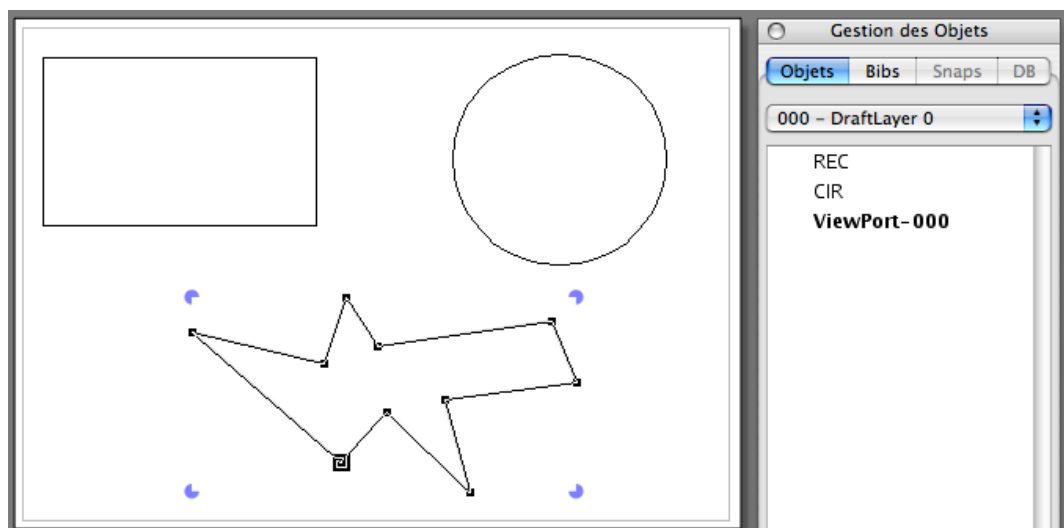 Gestion des Objets
Objets Bibs Snaps DB
000 - DraftLayer 0
REC
CIR
ViewPort-000